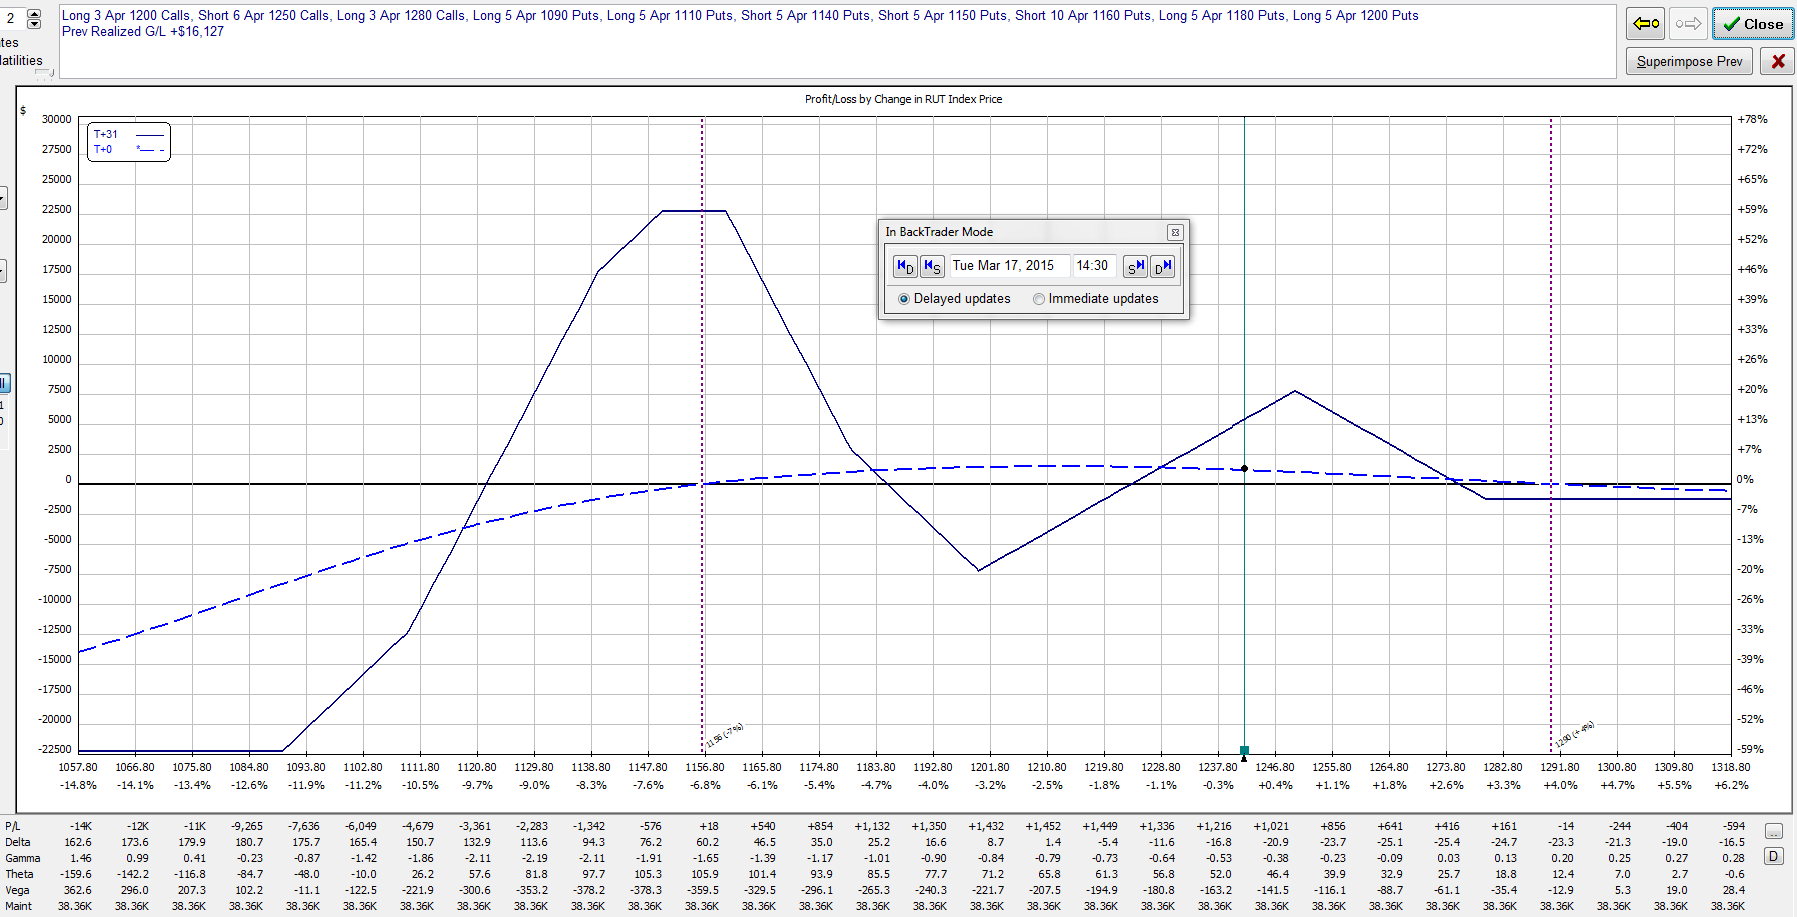 2
Long 3 Apr 1200 Calls, Short 6 Apr 1250 Calls, Long 3 Apr 1280 Calls, Long 5 Apr 1090 Puts, Long 5 Apr 1110 Puts, Short 5 Apr 1140 Puts, Short 5 Apr 1150 Puts, Short 10 Apr 1160 Puts, Long 5 Apr 1180 Puts, Long 5 Apr 1200 Puts
Prev Realized G/L +$16,127
Close
tes
latilities
Superimpose Prev
Profit/Loss by Change in RUT Index Price
$
T+31
T+0
30000 +78%
27500 +72%
25000 +65%
22500 +59%
20000 +52%
17500 +46%
15000 +39%
12500 +33%
10000 +26%
7500 +20%
5000 +13%
2500 +7%
0 0%
-2500 -7%
-5000 -13%
-7500 -20%
-10000 -26%
-12500 -33%
-15000 -39%
-17500 -46%
-20000 -52%
-22500 -59%
In BackTrader Mode
D S Tue Mar 17, 2015 14:30 S D
Delayed updates Immediate updates
1156 (-7%)
1290 (+4%)
1057.80 1066.80 1075.80 1084.80 1093.80 1102.80 1111.80 1120.80 1129.80 1138.80 1147.80 1156.80 1165.80 1174.80 1183.80 1192.80 1201.80 1210.80 1219.80 1228.80 1237.80 1246.80 1255.80 1264.80 1273.80 1282.80 1291.80 1300.80 1309.80 1318.80
-14.8% -14.1% -13.4% -12.6% -11.9% -11.2% -10.5% -9.7% -9.0% -8.3% -7.6% -6.8% -6.1% -5.4% -4.7% -4.0% -3.2% -2.5% -1.8% -1.1% -0.3% +0.4% +1.1% +1.8% +2.6% +3.3% +4.0% +4.7% +5.5% +6.2%
P/L -14K -12K -11K -9,265 -7,636 -6,049 -4,679 -3,361 -2,283 -1,342 -576 +18 +540 +854 +1,132 +1,350 +1,432 +1,452 +1,449 +1,336 +1,216 +1,021 +856 +641 +416 +161 -14 -244 -404 -594
Delta 162.6 173.6 179.9 180.7 175.7 165.4 150.7 132.9 113.6 94.3 76.2 60.2 46.5 35.0 25.2 16.6 8.7 1.4 -5.4 -11.6 -16.8 -20.9 -23.7 -25.1 -25.4 -24.7 -23.3 -21.3 -19.0 -16.5
Gamma 1.46 0.99 0.41 -0.23 -0.87 -1.42 -1.86 -2.11 -2.19 -2.11 -1.91 -1.65 -1.39 -1.17 -1.01 -0.90 -0.84 -0.79 -0.73 -0.64 -0.53 -0.38 -0.23 -0.09 0.03 0.13 0.20 0.25 0.27 0.28
Theta -159.6 -142.2 -116.8 -84.7 -48.0 -10.0 26.2 57.6 81.8 97.7 105.3 105.9 101.4 93.9 85.5 77.7 71.2 65.8 61.3 56.8 52.0 46.4 39.9 32.9 25.7 18.8 12.4 7.0 2.7 -0.6
Vega 362.6 296.0 207.3 102.2 -11.1 -122.5 -221.9 -300.6 -353.2 -378.2 -378.3 -359.5 -329.5 -296.1 -265.3 -240.3 -221.7 -207.5 -194.9 -180.8 -163.2 -141.5 -116.1 -88.7 -61.1 -35.4 -12.9 5.3 19.0 28.4
Maint 38.36K 38.36K 38.36K 38.36K 38.36K 38.36K 38.36K 38.36K 38.36K 38.36K 38.36K 38.36K 38.36K 38.36K 38.36K 38.36K 38.36K 38.36K 38.36K 38.36K 38.36K 38.36K 38.36K 38.36K 38.36K 38.36K 38.36K 38.36K 38.36K 38.36K
...
D